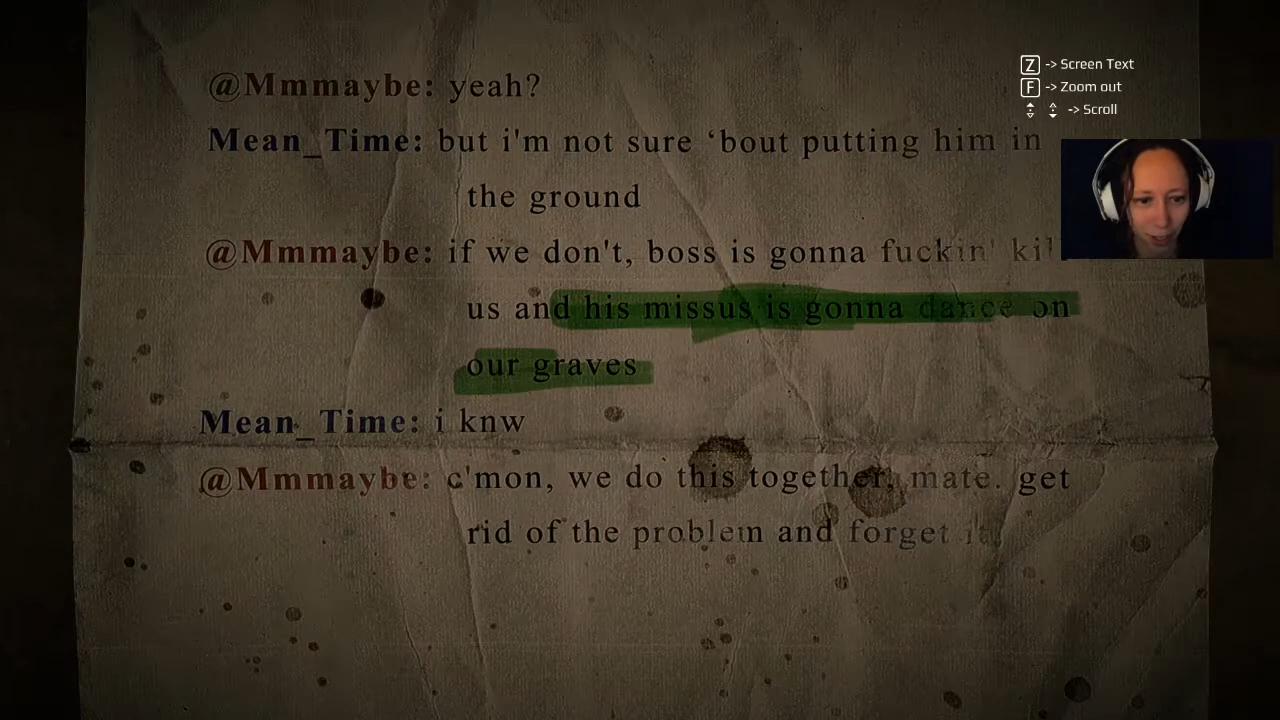 @Mmmaybe: yeah?
Mean_Time: but i'm not sure ‘bout putting him in
the ground
@Mmmaybe: if we don't, boss is gonna fuckin'
us and his missus is gonna dance on
our graves
Mean_Time: i knw
@Mmmaybe: c'mon, we do this together, mate. get
rid of the problem and forget it.
Z -> Screen Text
F -> Zoom out
-> Scroll